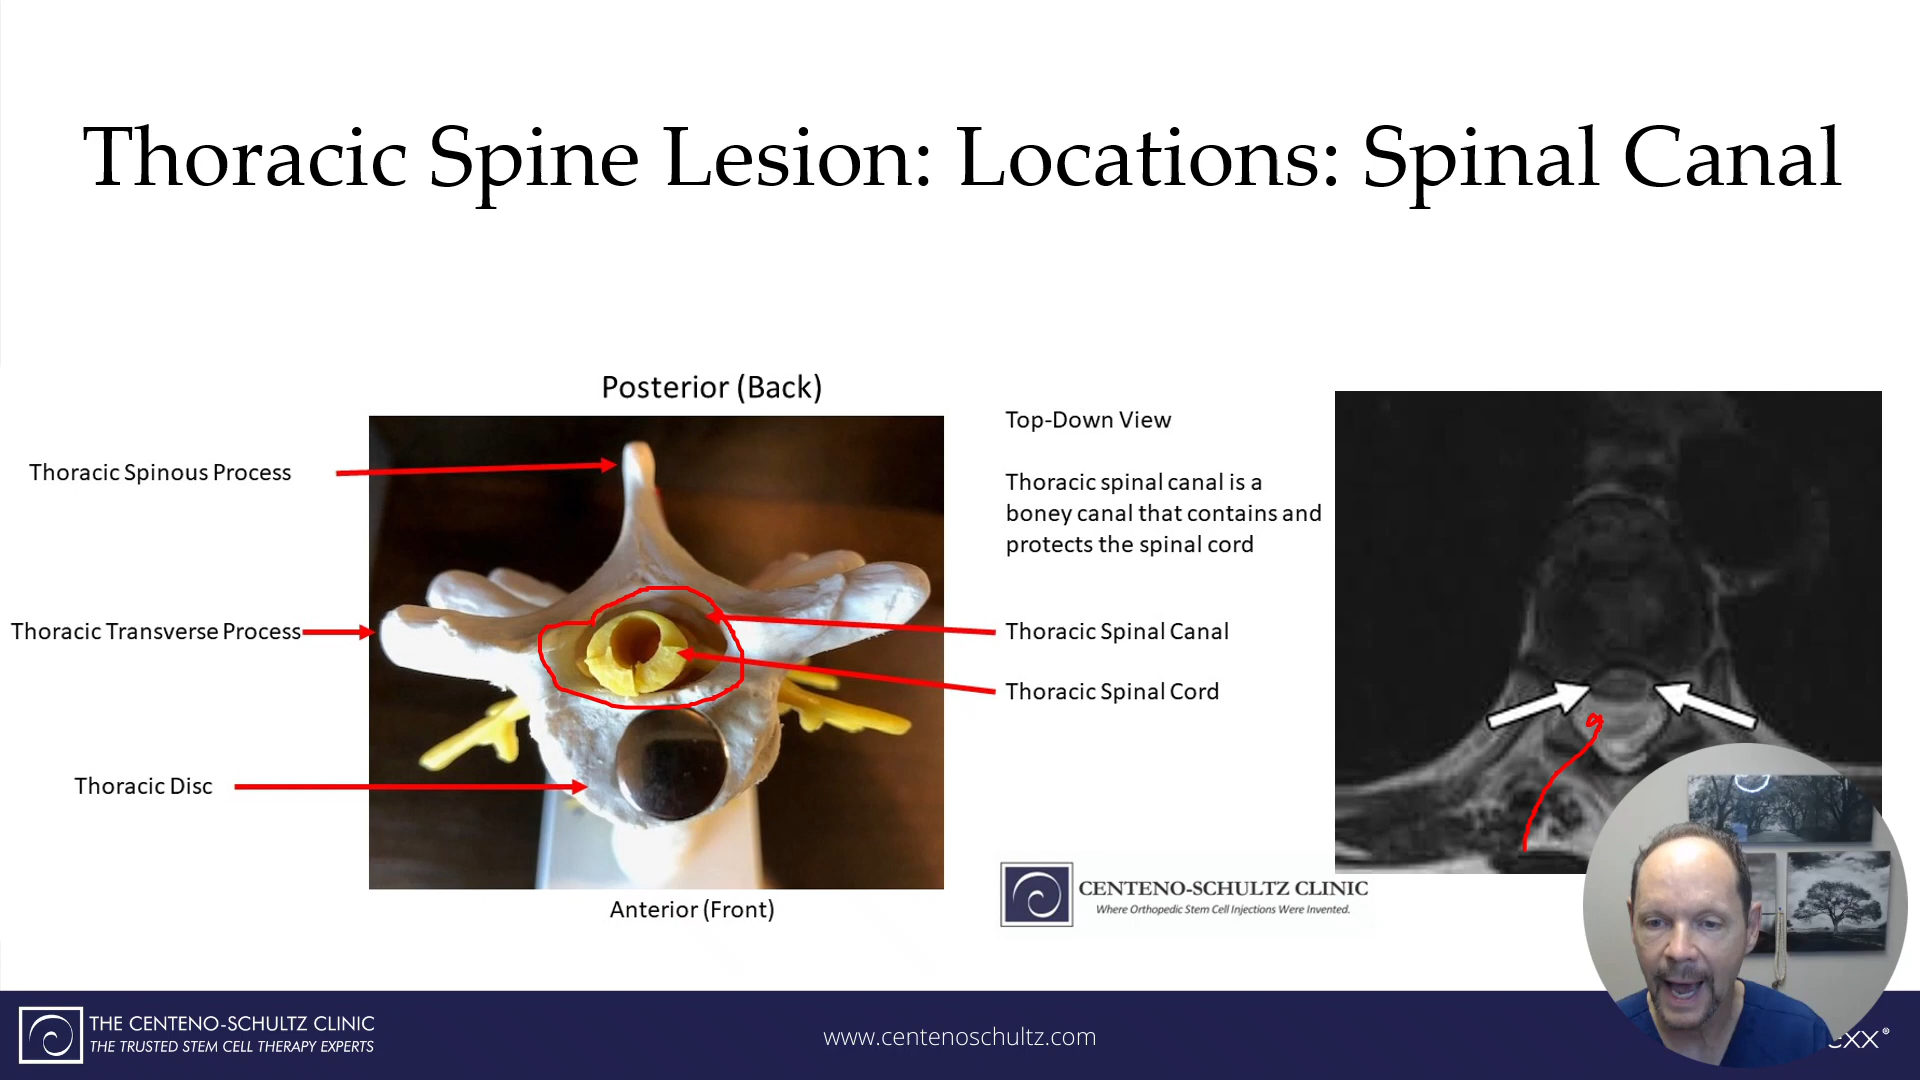 Thoracic Spine Lesion: Locations: Spinal Canal
Posterior (Back)
Thoracic Spinous Process
Thoracic Transverse Process
Thoracic Disc
Anterior (Front)
Top-Down View
Thoracic spinal canal is a
boney canal that contains and
protects the spinal cord
Thoracic Spinal Canal
Thoracic Spinal Cord
CENTENO-SCHULTZ CLINIC
Where Orthopedic Stem Cell Injections Were Invented.
THE CENTENO-SCHULTZ CLINIC
THE TRUSTED STEM CELL THERAPY EXPERTS
www.centenoschultz.com